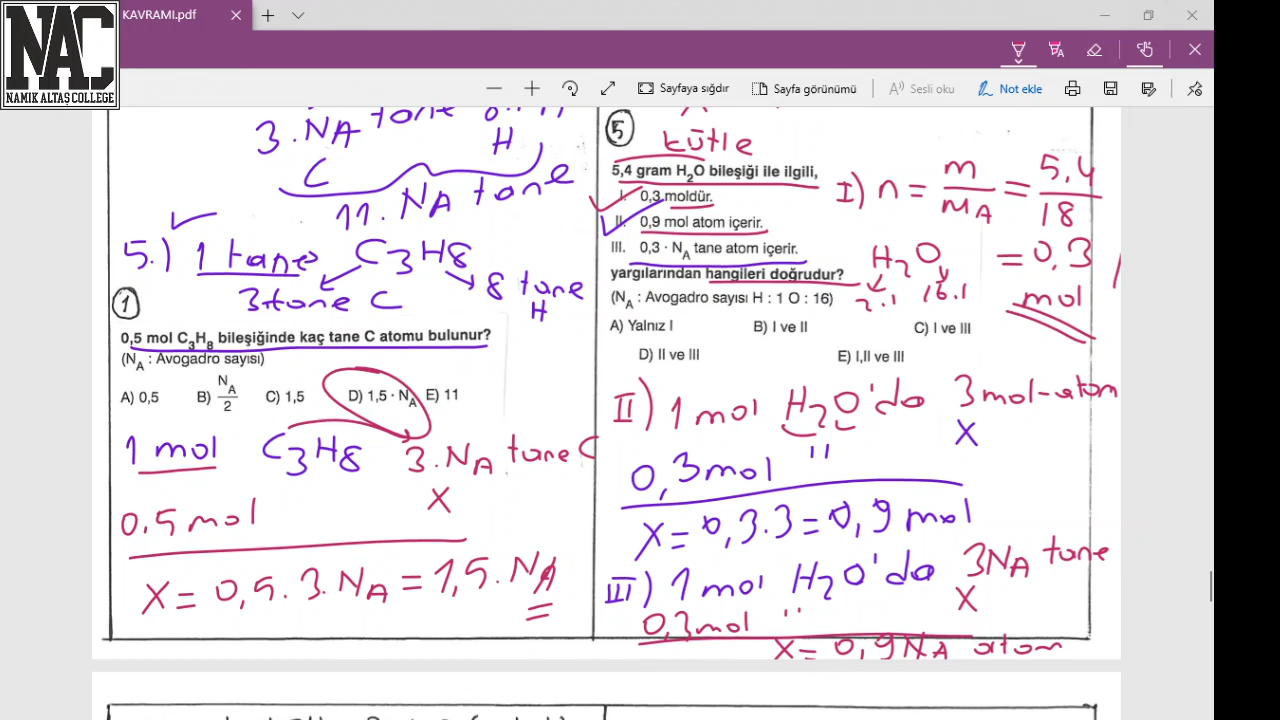 NAC
NAMIK ALTAŞ COLLEGE
KAVRAMI.pdf
Sayfaya sığdır
Sayfa görünümü
Sesli oku
Not ekle
3.NA tane
C
H
11.NA tane
5.) 1 tane C3H8
3 tane C
8 tane H
1
0,5 mol C3H8 bileşiğinde kaç tane C atomu bulunur?
(NA : Avogadro sayısı)
A) 0,5 B) NA/2 C) 1,5 D) 1,5 · NA E) 11
1 mol C3H8 3.NA tane C
0,5 mol X
X = 0,5.3.NA = 1,5.NA
5
kütle
5,4 gram H2O bileşiği ile ilgili,
I. 0,3 moldür.
II. 0,9 mol atom içerir.
III. 0,3 · NA tane atom içerir.
yargılarından hangileri doğrudur?
(NA : Avogadro sayısı H : 1 O : 16)
A) Yalnız I B) I ve II C) I ve III
D) II ve III E) I,II ve III
I) n = m/MA = 5,4/18
= 0,3 mol
H2O
2.1 16.1
II) 1 mol H2O'da 3 mol-atom
0,3 mol " X
X = 0,3.3 = 0,9 mol
III) 1 mol H2O'da 3NA tane
0,3 mol " X
X = 0,9 NA atom